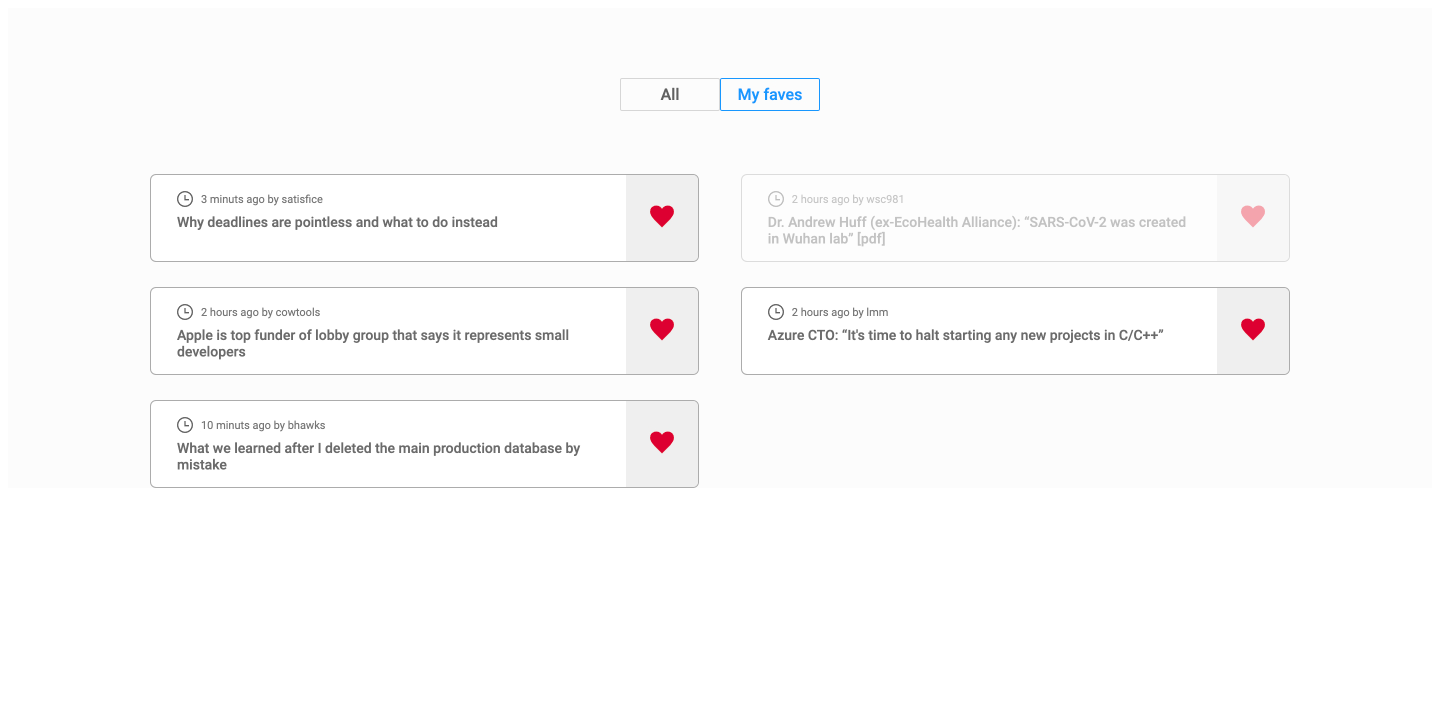 All
My faves
3 minuts ago by satisfice
Why deadlines are pointless and what to do instead
2 hours ago by wsc981
Dr. Andrew Huff (ex-EcoHealth Alliance): “SARS-CoV-2 was created
in Wuhan lab” [pdf]
2 hours ago by cowtools
Apple is top funder of lobby group that says it represents small
developers
2 hours ago by lmm
Azure CTO: “It's time to halt starting any new projects in C/C++”
10 minuts ago by bhawks
What we learned after I deleted the main production database by
mistake